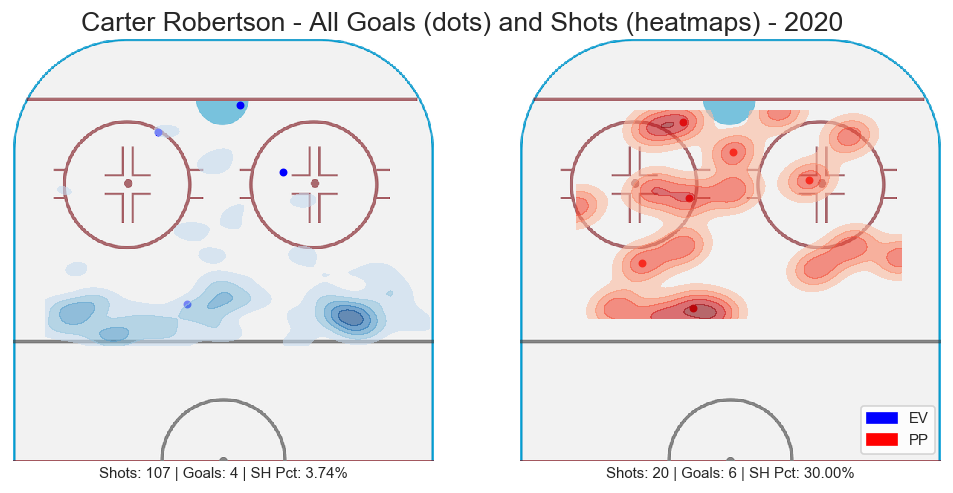 Carter Robertson - All Goals (dots) and Shots (heatmaps) - 2020
EV
PP
Shots: 107 | Goals: 4 | SH Pct: 3.74%
Shots: 20 | Goals: 6 | SH Pct: 30.00%